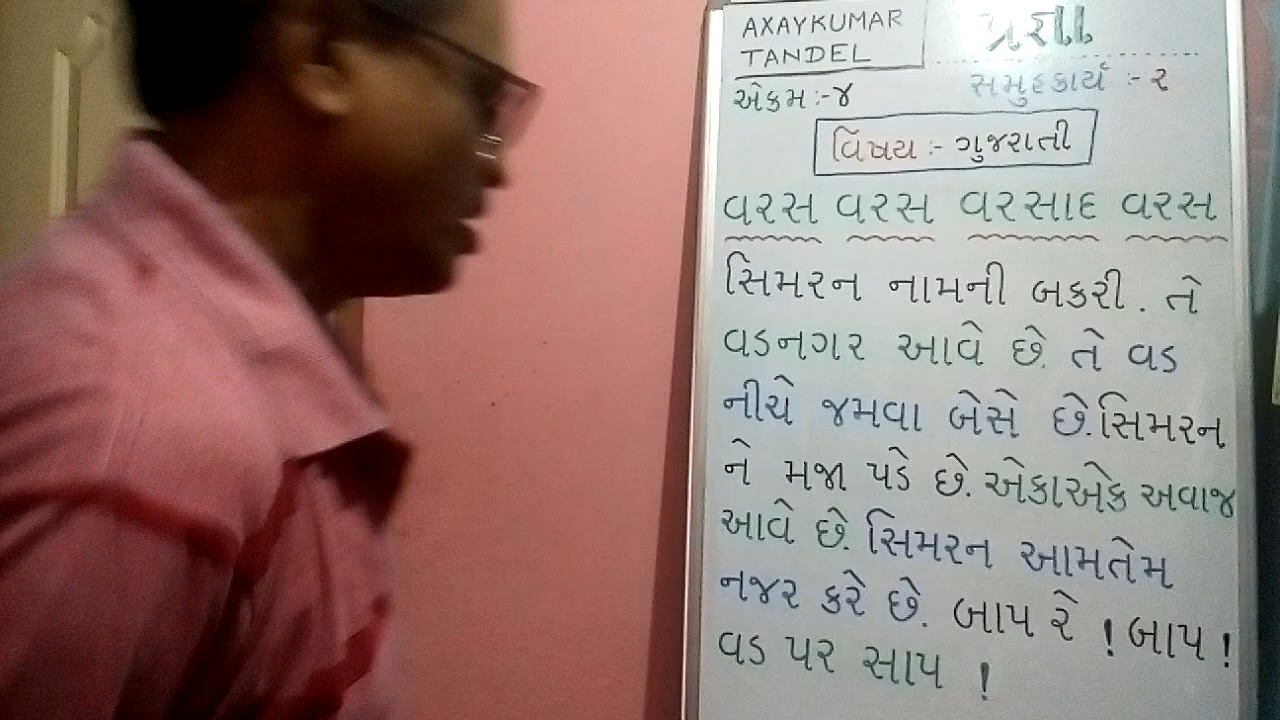 AXAYKUMAR
TANDEL
પ્રજ્ઞા
એકમ :- ૪
સમુહકાર્ય :- ૨
વિષય :- ગુજરાતી
વરસ વરસ વરસાદ વરસ
સિમરન નામની બકરી. તે
વડનગર આવે છે. તે વડ
નીચે જમવા બેસે છે. સિમરન
ને મજા પડે છે. એકાએક અવાજ
આવે છે. સિમરન આમતેમ
નજર કરે છે. બાપ રે ! બાપ !
વડ પર સાપ !